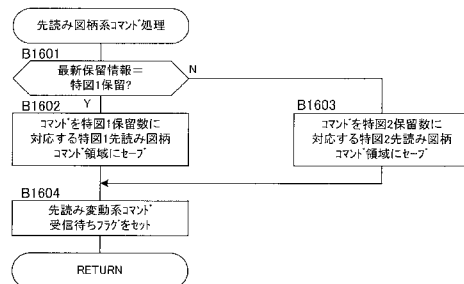 先読み図柄系コマンド処理
B1601
最新保留情報＝
特図1保留?
N
Y
B1602
コマンドを特図1保留数に
対応する特図1先読み図柄
コマンド領域にセーブ
B1603
コマンドを特図2保留数に
対応する特図2先読み図柄
コマンド領域にセーブ
B1604
先読み変動系コマンド
受信待ちフラグをセット
RETURN